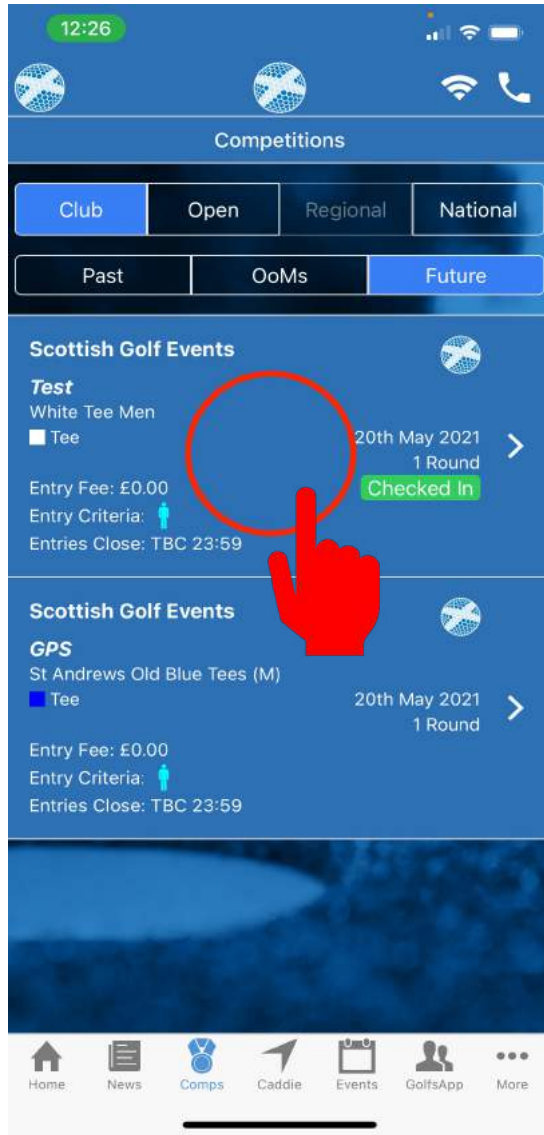 12:26
Competitions
Club Open Regional National
Past OoMs Future
Scottish Golf Events
Test
White Tee Men
Tee
20th May 2021
1 Round
Checked In
Entry Fee: £0.00
Entry Criteria:
Entries Close: TBC 23:59
Scottish Golf Events
GPS
St Andrews Old Blue Tees (M)
Tee
20th May 2021
1 Round
Entry Fee: £0.00
Entry Criteria:
Entries Close: TBC 23:59
Home News Comps Caddie Events GolfsApp More